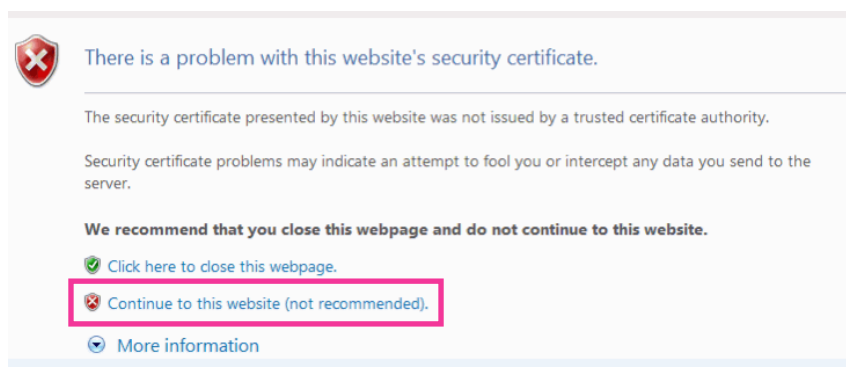 There is a problem with this website's security certificate.
The security certificate presented by this website was not issued by a trusted certificate authority.
Security certificate problems may indicate an attempt to fool you or intercept any data you send to the
server.
We recommend that you close this webpage and do not continue to this website.
Click here to close this webpage.
Continue to this website (not recommended).
More information